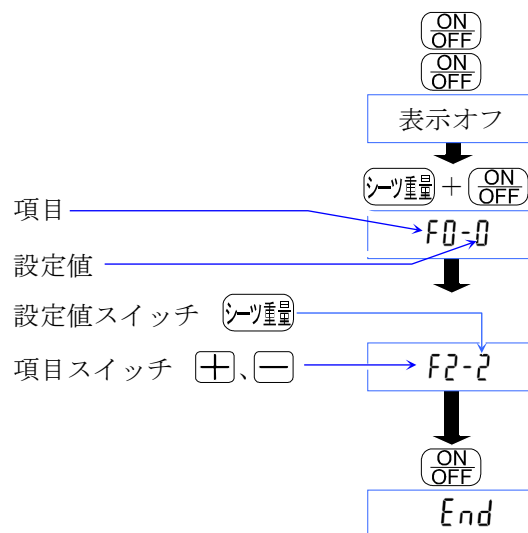 ON
OFF
ON
OFF
表示オフ
シーツ重量 + ON
OFF
項目
F0-0
設定値
設定値スイッチ シーツ重量
項目スイッチ +、-
F2-2
ON
OFF
End